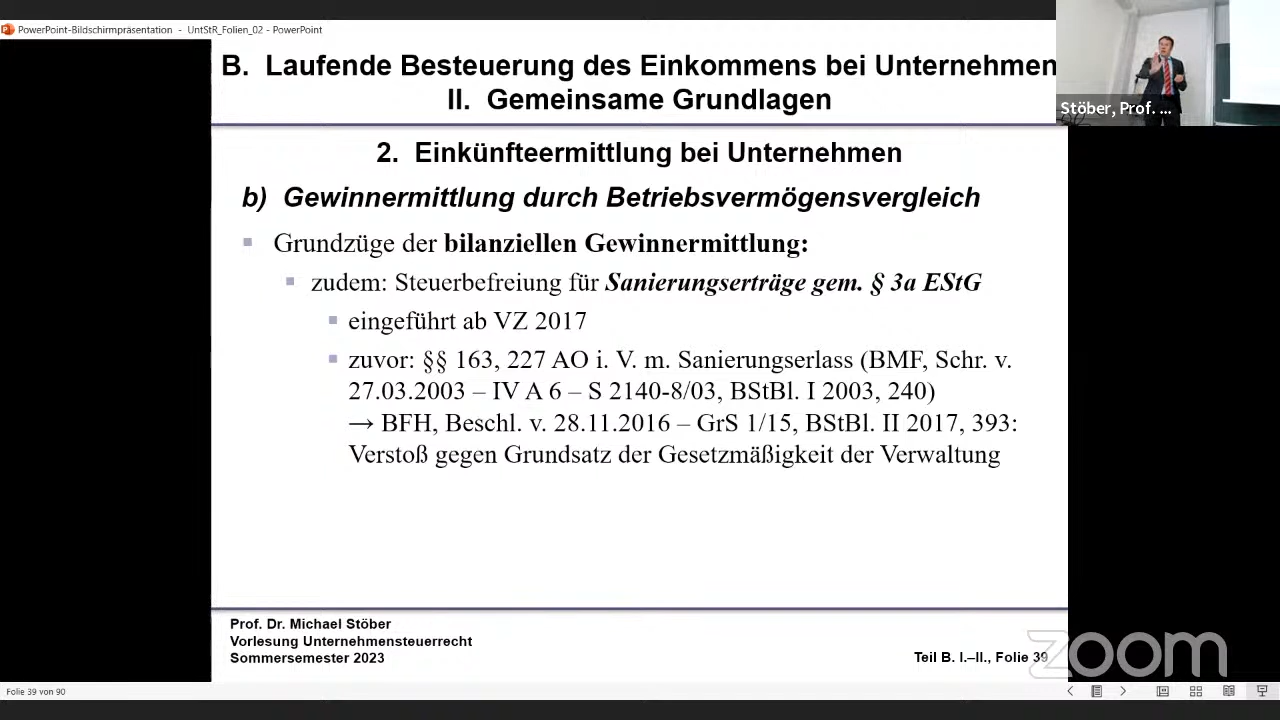 PowerPoint-Bildschirmpräsentation - UntStR_Folien_02 - PowerPoint
B. Laufende Besteuerung des Einkommens bei Unternehmen
II. Gemeinsame Grundlagen
Stöber, Prof. ...
2. Einkünfteermittlung bei Unternehmen
b) Gewinnermittlung durch Betriebsvermögensvergleich
Grundzüge der bilanziellen Gewinnermittlung:
zudem: Steuerbefreiung für Sanierungserträge gem. § 3a EStG
eingeführt ab VZ 2017
zuvor: §§ 163, 227 AO i. V. m. Sanierungserlass (BMF, Schr. v.
27.03.2003 – IV A 6 – S 2140-8/03, BStBl. I 2003, 240)
→ BFH, Beschl. v. 28.11.2016 – GrS 1/15, BStBl. II 2017, 393:
Verstoß gegen Grundsatz der Gesetzmäßigkeit der Verwaltung
Prof. Dr. Michael Stöber
Vorlesung Unternehmensteuerrecht
Sommersemester 2023
Teil B. I.–II., Folie 39
zoom
Folie 39 von 90